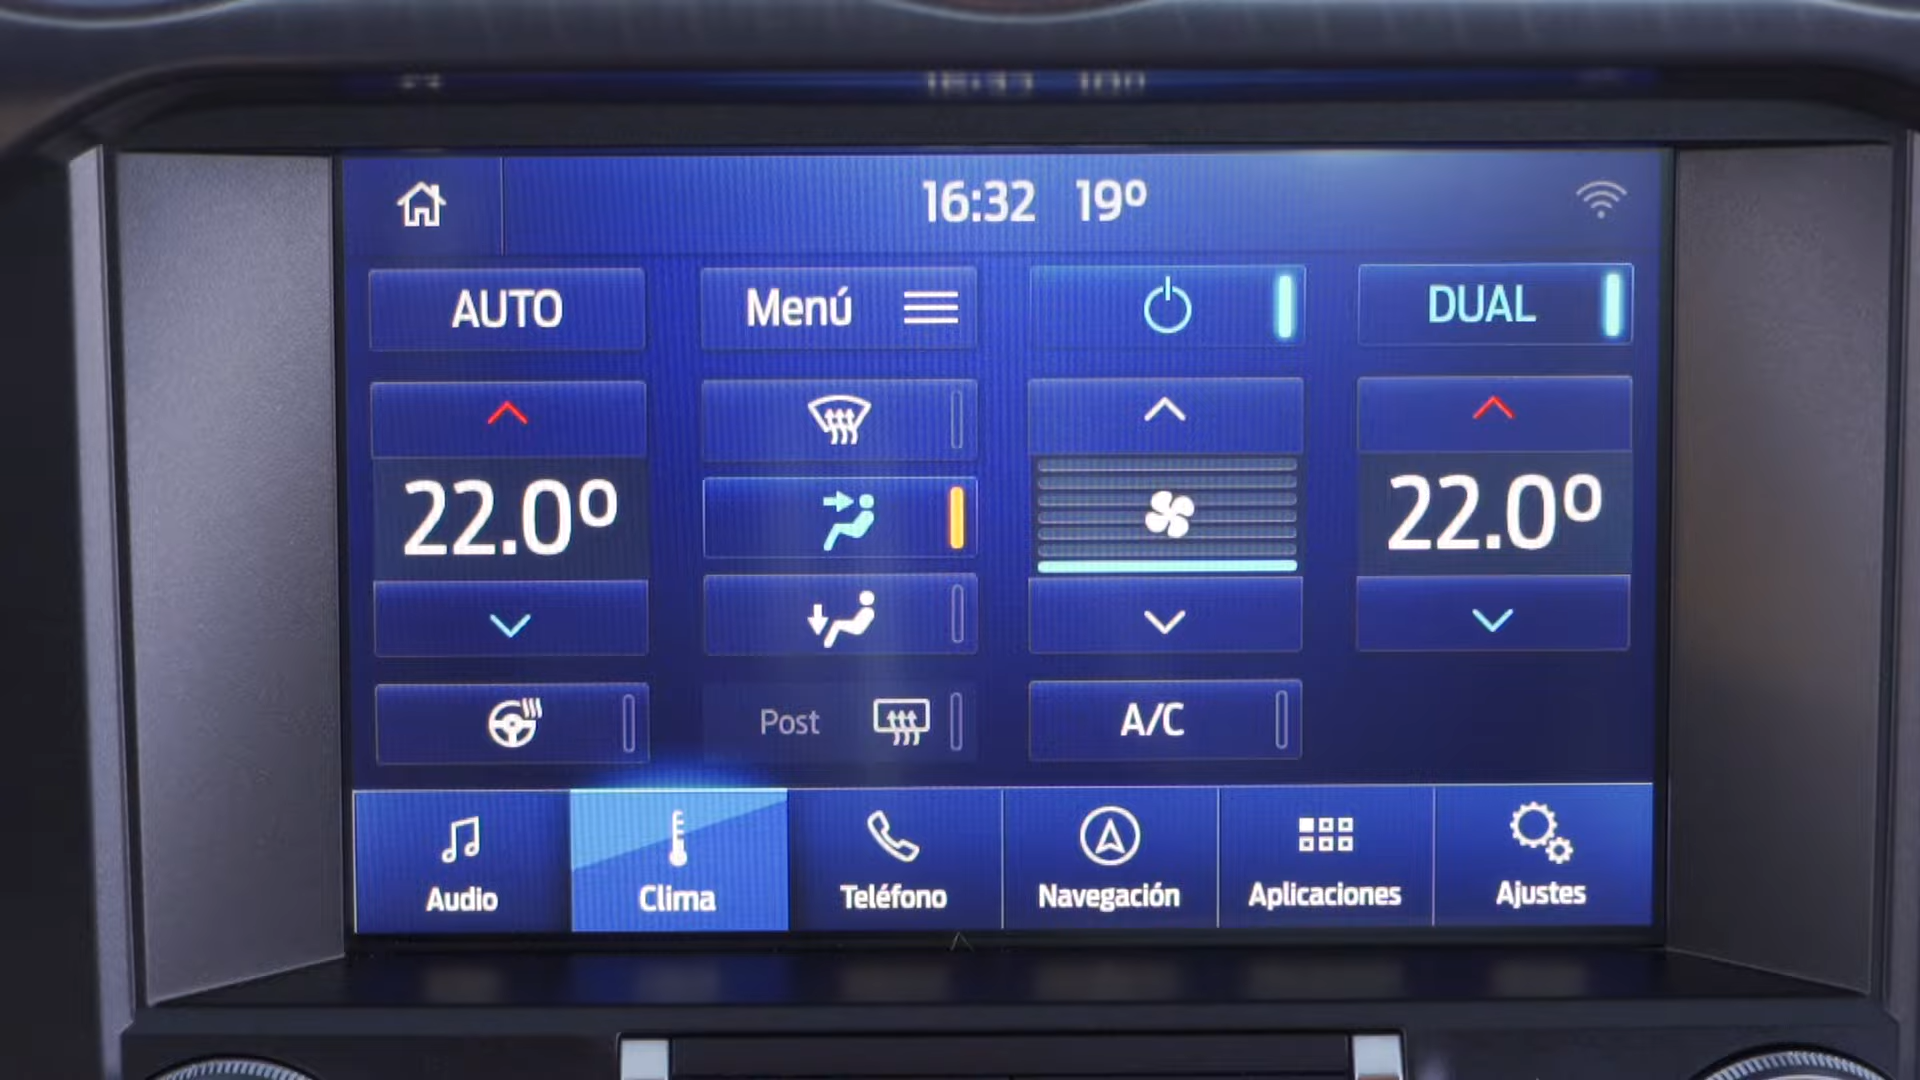 16:32 19º
AUTO
Menú
DUAL
22.0º
22.0º
Post
A/C
Audio
Clima
Teléfono
Navegación
Aplicaciones
Ajustes